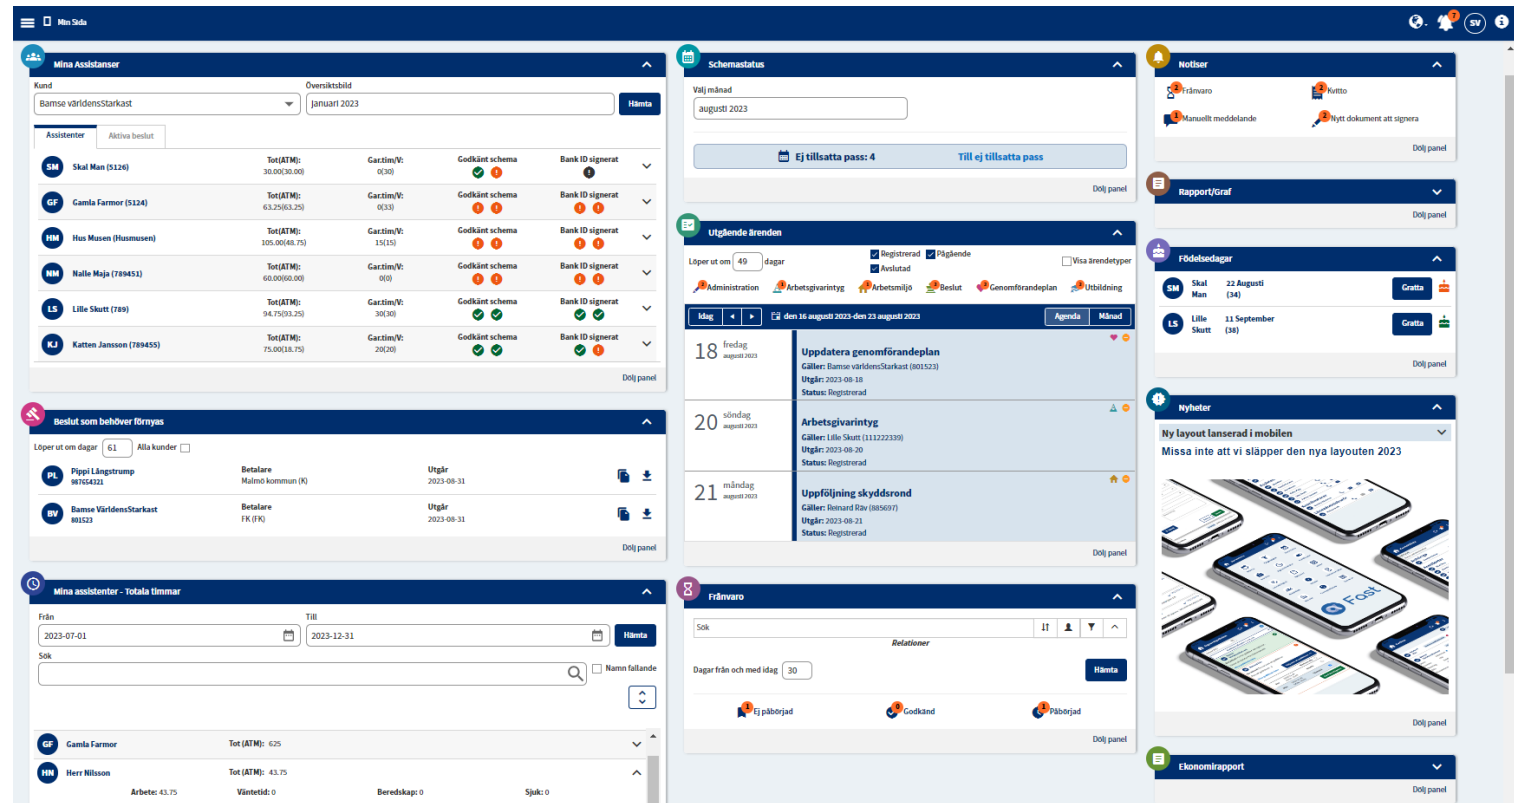 Min Sida
7
SV
Mina Assistanser
Kund
Översiktsbild
Bamse världensStarkast
Januari 2023
Hämta
Assistenter
Aktiva beslut
SM Skal Man (5126) Tot(ATM): 30.00(30.00) Gar.tim/V: 0(30) Godkänt schema Bank ID signerat
GF Gamla Farmor (5124) Tot(ATM): 63.25(63.25) Gar.tim/V: 0(33) Godkänt schema Bank ID signerat
HM Hus Musen (Husmusen) Tot(ATM): 105.00(48.75) Gar.tim/V: 15(15) Godkänt schema Bank ID signerat
NM Nalle Maja (789451) Tot(ATM): 60.00(60.00) Gar.tim/V: 0(0) Godkänt schema Bank ID signerat
LS Lille Skutt (789) Tot(ATM): 94.75(93.25) Gar.tim/V: 30(30) Godkänt schema Bank ID signerat
KJ Katten Jansson (789455) Tot(ATM): 75.00(18.75) Gar.tim/V: 20(20) Godkänt schema Bank ID signerat
Dölj panel
Beslut som behöver förnyas
Löper ut om dagar 61 Alla kunder
PL Pippi Långstrump 987654321 Betalare Malmö kommun (K) Utgår 2023-08-31
BV Bamse VärldensStarkast 801523 Betalare FK (FK) Utgår 2023-08-31
Dölj panel
Mina assistenter - Totala timmar
Från
Till
2023-07-01
2023-12-31
Hämta
Sök
Namn fallande
GF Gamla Farmor Tot (ATM): 625
HN Herr Nilsson Tot (ATM): 43.75
Arbete: 43.75 Väntetid: 0 Beredskap: 0 Sjuk: 0
Schemastatus
Välj månad
augusti 2023
Ej tillsatta pass: 4 Till ej tillsatta pass
Dölj panel
Utgående ärenden
Löper ut om 49 dagar
Registrerad Pågående
Avslutad
Visa ärendetyper
Administration Arbetsgivarintyg Arbetsmiljö Beslut Genomförandeplan Utbildning
Idag den 16 augusti 2023-den 23 augusti 2023 Agenda Månad
18 fredag augusti 2023
Uppdatera genomförandeplan
Gäller: Bamse världensStarkast (801523)
Utgår: 2023-08-18
Status: Registrerad
20 söndag augusti 2023
Arbetsgivarintyg
Gäller: Lille Skutt (111222339)
Utgår: 2023-08-20
Status: Registrerad
21 måndag augusti 2023
Uppföljning skyddsrond
Gäller: Reinard Räv (885697)
Utgår: 2023-08-21
Status: Registrerad
Dölj panel
Frånvaro
Sök
Relationer
Dagar från och med idag 30
Hämta
1 Ej påbörjad
0 Godkänd
1 Påbörjad
Dölj panel
Notiser
2 Frånvaro
2 Kvitto
1 Manuellt meddelande
2 Nytt dokument att signera
Dölj panel
Rapport/Graf
Dölj panel
Födelsedagar
SM Skal Man 22 Augusti (34) Gratta
LS Lille Skutt 11 September (38) Gratta
Dölj panel
Nyheter
Ny layout lanserad i mobilen
Missa inte att vi släpper den nya layouten 2023
Fast
Dölj panel
Ekonomirapport
Dölj panel